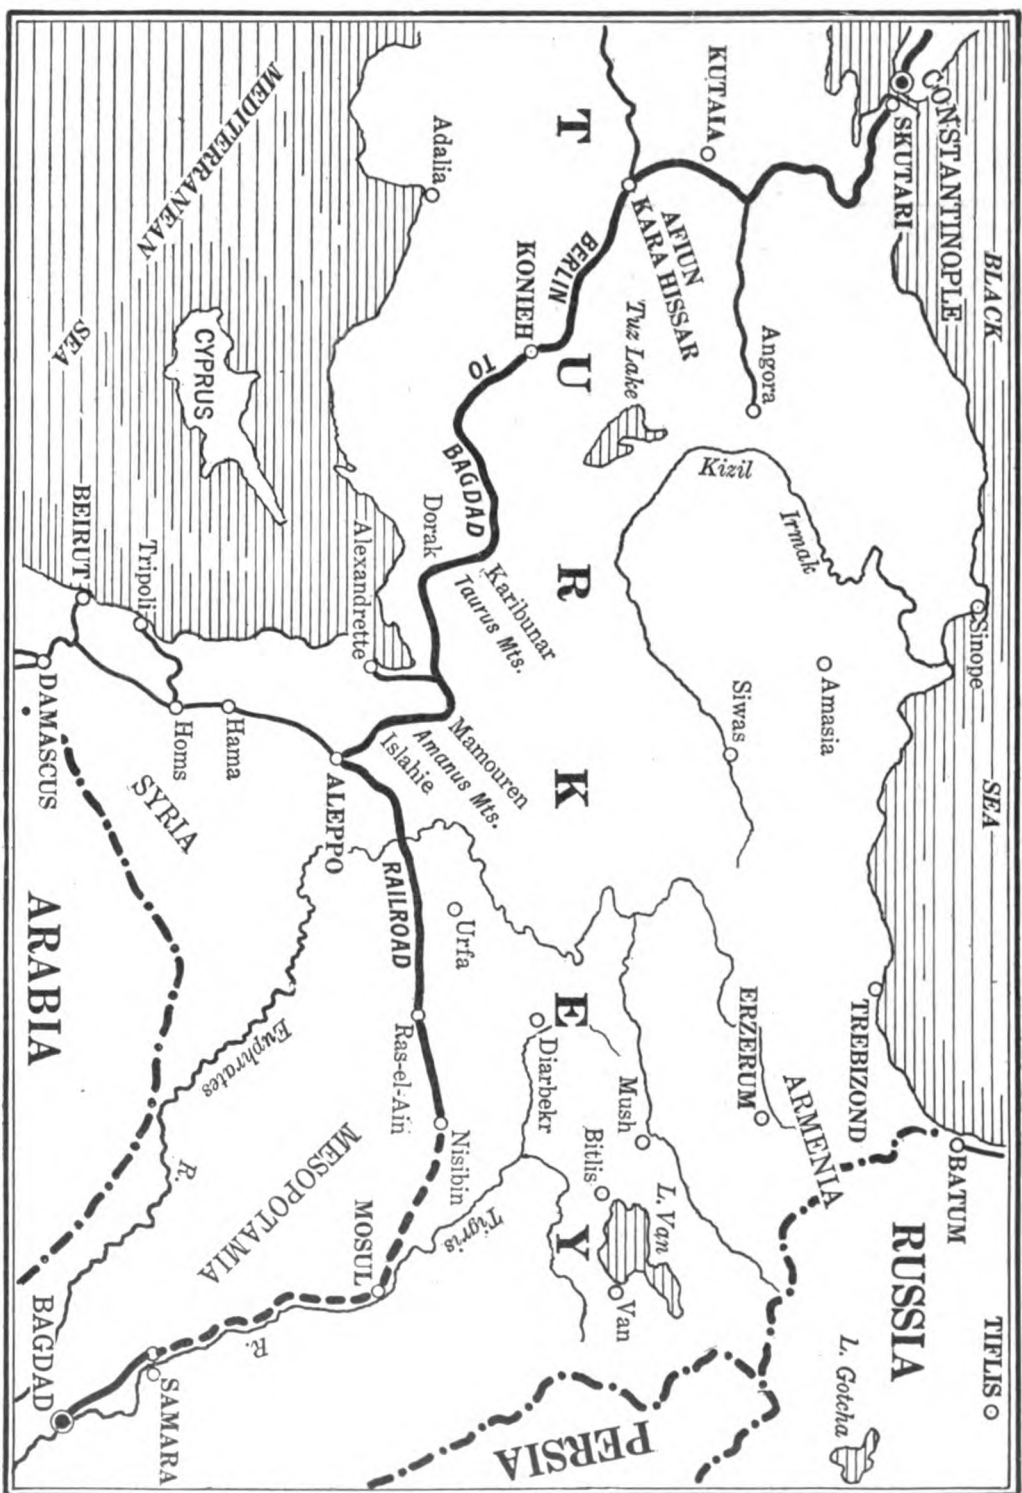 BLACK
SEA
CONSTANTINOPLE
SKUTARI
Sinope
TREBIZOND
BATUM
TIFLIS
RUSSIA
L. Gotcha
KUTAIA
Angora
Kizil
Irmak
Amasia
Siwas
ERZERUM
ARMENIA
AFIUN
KARA HISSAR
Tuz Lake
Mush
Bitlis
L. Van
Van
TURKEY
PERSIA
KONIEH
BERLIN
TO
BAGDAD
RAILROAD
Adalia
Dorak
Karibunar
Taurus Mts.
Mamouren
Amanus Mts.
Islahie
Alexandrette
Urfa
Diarbekr
Ras-el-Ain
Nisibin
Tigris
R.
MOSUL
MESOPOTAMIA
MEDITERRANEAN
SEA
CYPRUS
ALEPPO
Hama
Homs
Tripoli
BEIRUT
DAMASCUS
SYRIA
Euphrates
R.
ARABIA
SAMARA
BAGDAD